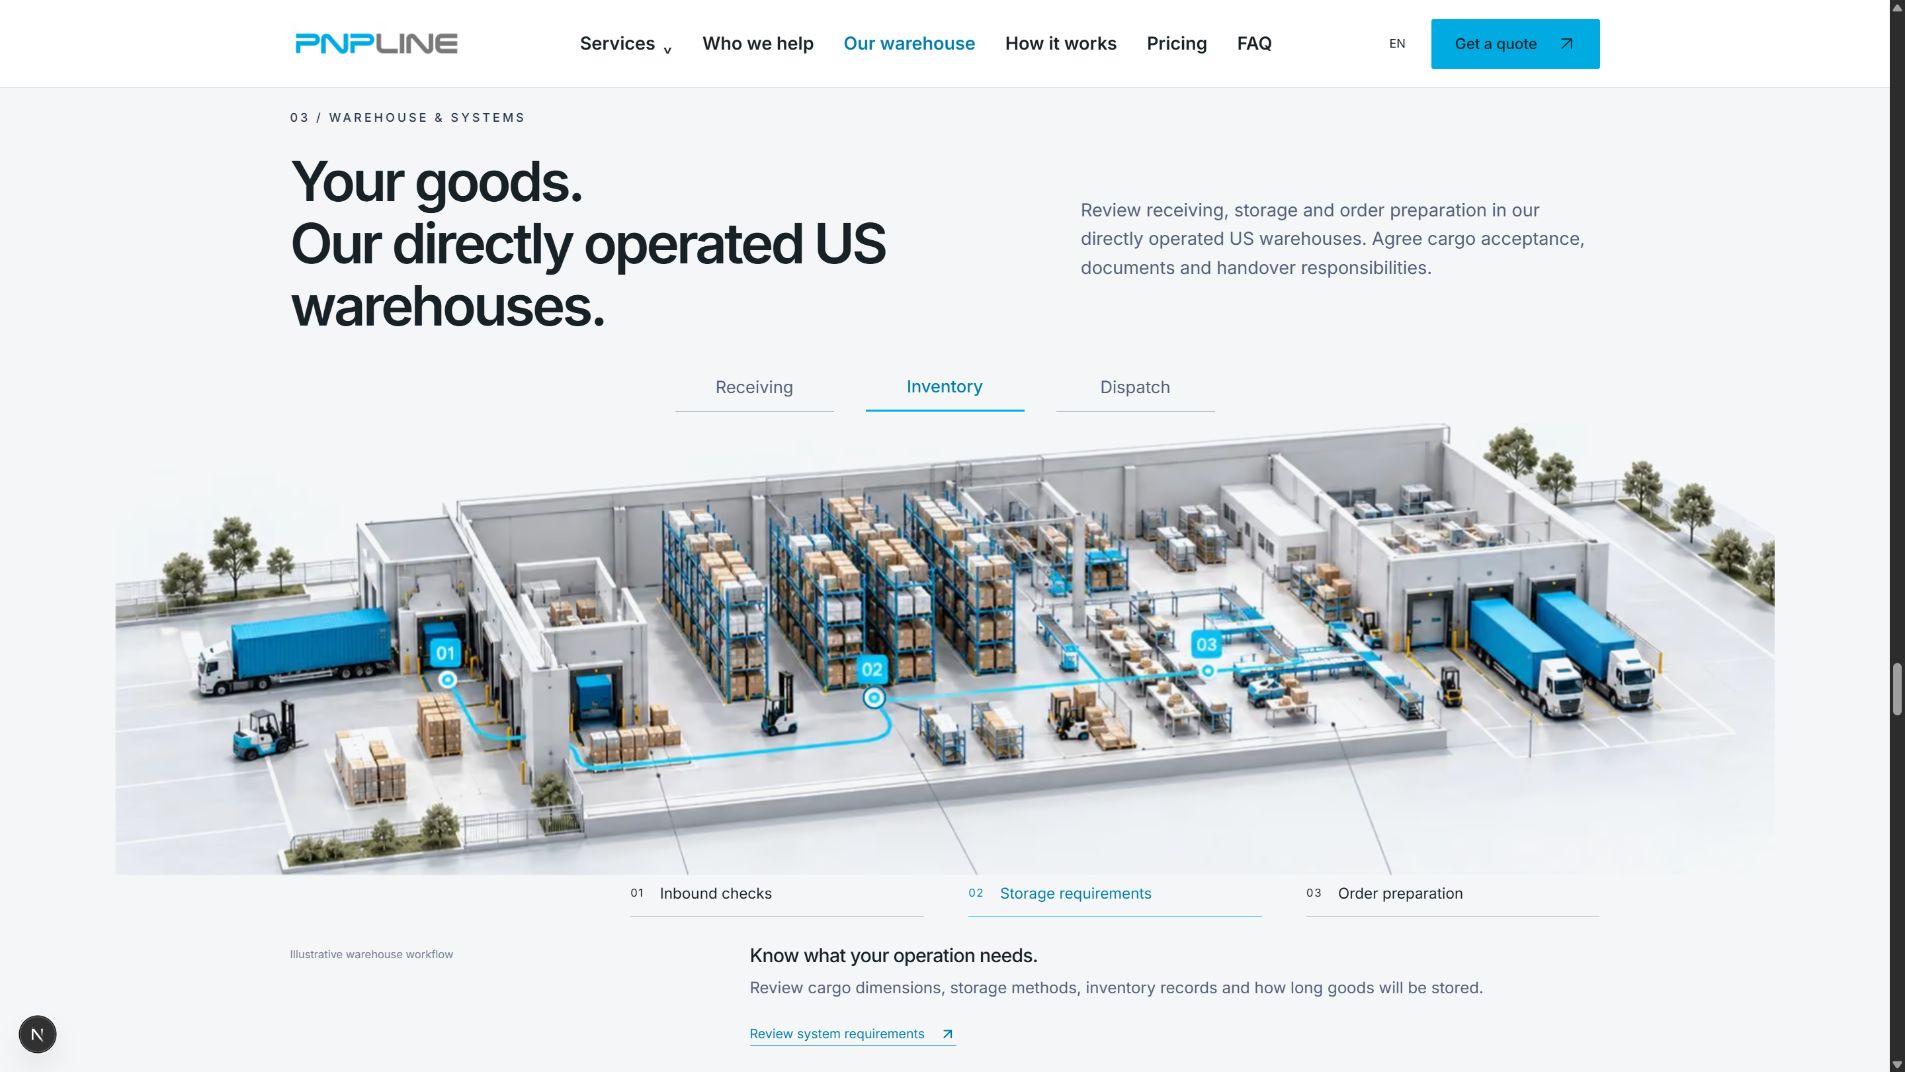 PNPLINE
Services
Who we help
Our warehouse
How it works
Pricing
FAQ
EN
Get a quote
03 / WAREHOUSE & SYSTEMS
Your goods.
Our directly operated US
warehouses.
Review receiving, storage and order preparation in our
directly operated US warehouses. Agree cargo acceptance,
documents and handover responsibilities.
Receiving
Inventory
Dispatch
01
02
03
01 Inbound checks
02 Storage requirements
03 Order preparation
Illustrative warehouse workflow
Know what your operation needs.
Review cargo dimensions, storage methods, inventory records and how long goods will be stored.
Review system requirements
N